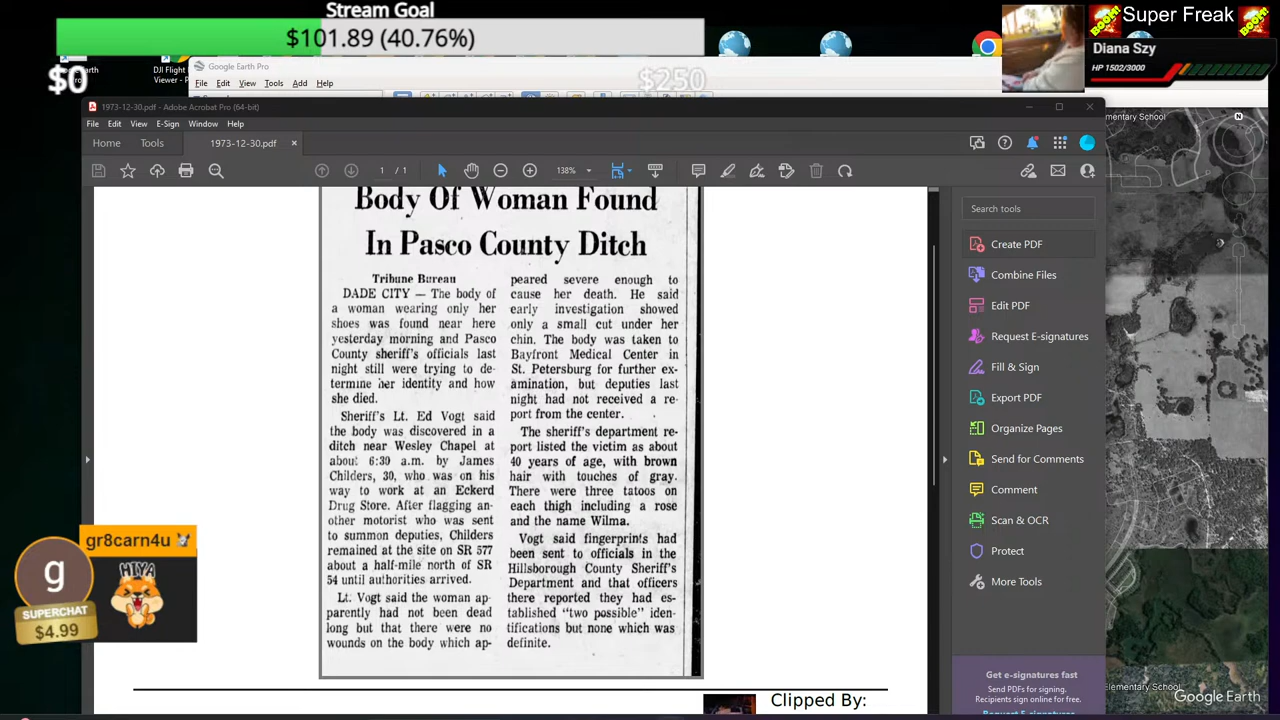 Stream Goal
$101.89 (40.76%)
$0
$250
Super Freak
BOOM!
BOOM!
Diana Szy
HP 1502/3000
DJI Flight
Viewer - P
Google Earth Pro
File Edit View Tools Add Help
1973-12-30.pdf - Adobe Acrobat Pro (64-bit)
File Edit View E-Sign Window Help
Home Tools 1973-12-30.pdf ×
1 / 1 138%
Body Of Woman Found
In Pasco County Ditch
Tribune Bureau
DADE CITY — The body of
a woman wearing only her
shoes was found near here
yesterday morning and Pasco
County sheriff's officials last
night still were trying to de-
termine her identity and how
she died.
Sheriff's Lt. Ed Vogt said
the body was discovered in a
ditch near Wesley Chapel at
about 6:30 a.m. by James
Childers, 30, who was on his
way to work at an Eckerd
Drug Store. After flagging an-
other motorist who was sent
to summon deputies, Childers
remained at the site on SR 577
about a half-mile north of SR
54 until authorities arrived.
Lt. Vogt said the woman ap-
parently had not been dead
long but that there were no
wounds on the body which ap-
peared severe enough to
cause her death. He said
early investigation showed
only a small cut under her
chin. The body was taken to
Bayfront Medical Center in
St. Petersburg for further ex-
amination, but deputies last
night had not received a re-
port from the center.
The sheriff's department re-
port listed the victim as about
40 years of age, with brown
hair with touches of gray.
There were three tatoos on
each thigh including a rose
and the name Wilma.
Vogt said fingerprints had
been sent to officials in the
Hillsborough County Sheriff's
Department and that officers
there reported they had es-
tablished "two possible" iden-
tifications but none which was
definite.
Clipped By:
Search tools
Create PDF
Combine Files
Edit PDF
Request E-signatures
Fill & Sign
Export PDF
Organize Pages
Send for Comments
Comment
Scan & OCR
Protect
More Tools
Get e-signatures fast
Send PDFs for signing.
Recipients sign online for free.
Request E-signatures
ementary School
N
Elementary School
Google Earth
gr8carn4u
HIYA
g
SUPERCHAT
$4.99